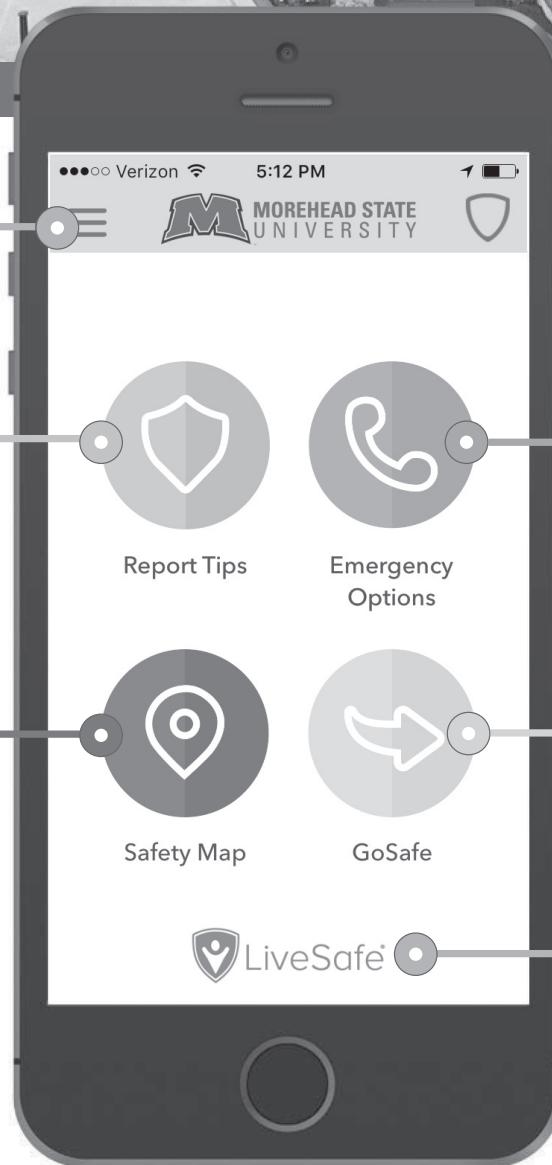 Verizon 5:12 PM
MOREHEAD STATE
UNIVERSITY
Report Tips
Emergency
Options
Safety Map
GoSafe
LiveSafe®